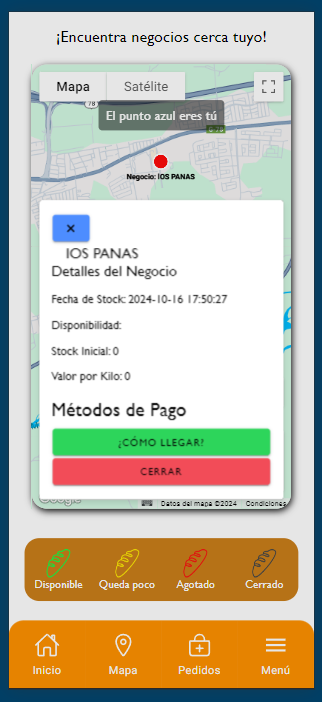 ¡Encuentra negocios cerca tuyo!
Mapa Satélite
El punto azul eres tú
78
Negocio: IOS PANAS
×
IOS PANAS
Detalles del Negocio
Fecha de Stock: 2024-10-16 17:50:27
Disponibilidad:
Stock Inicial: 0
Valor por Kilo: 0
Métodos de Pago
¿CÓMO LLEGAR?
CERRAR
Google
Datos del mapa ©2024 Condiciones
Disponible Queda poco Agotado Cerrado
Inicio Mapa Pedidos Menú